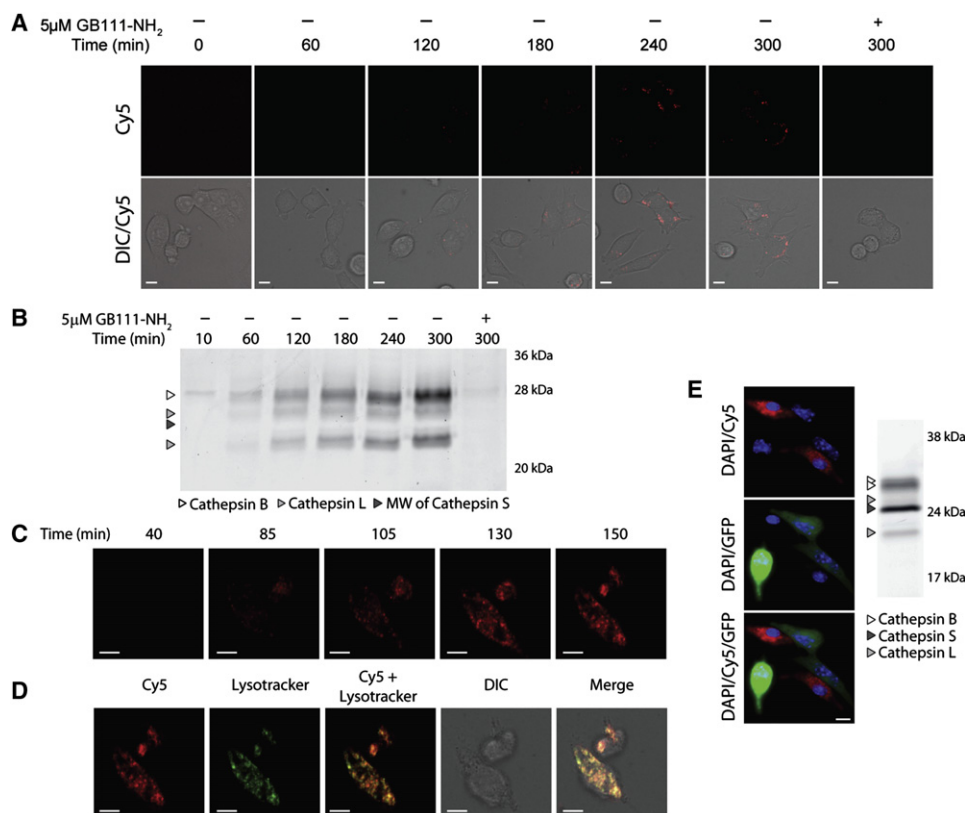 A
5μM GB111-NH2 – – – – – – +
Time (min) 0 60 120 180 240 300 300
Cy5
DIC/Cy5
B
5μM GB111-NH2 – – – – – – +
Time (min) 10 60 120 180 240 300 300
36 kDa
28 kDa
20 kDa
▷Cathepsin B ▷Cathepsin L ▶MW of Cathepsin S
C
Time (min) 40 85 105 130 150
D
Cy5 Lysotracker Cy5 + Lysotracker DIC Merge
E
DAPI/Cy5
DAPI/GFP
DAPI/Cy5/GFP
38 kDa
24 kDa
17 kDa
▷Cathepsin B
▶Cathepsin S
▷Cathepsin L